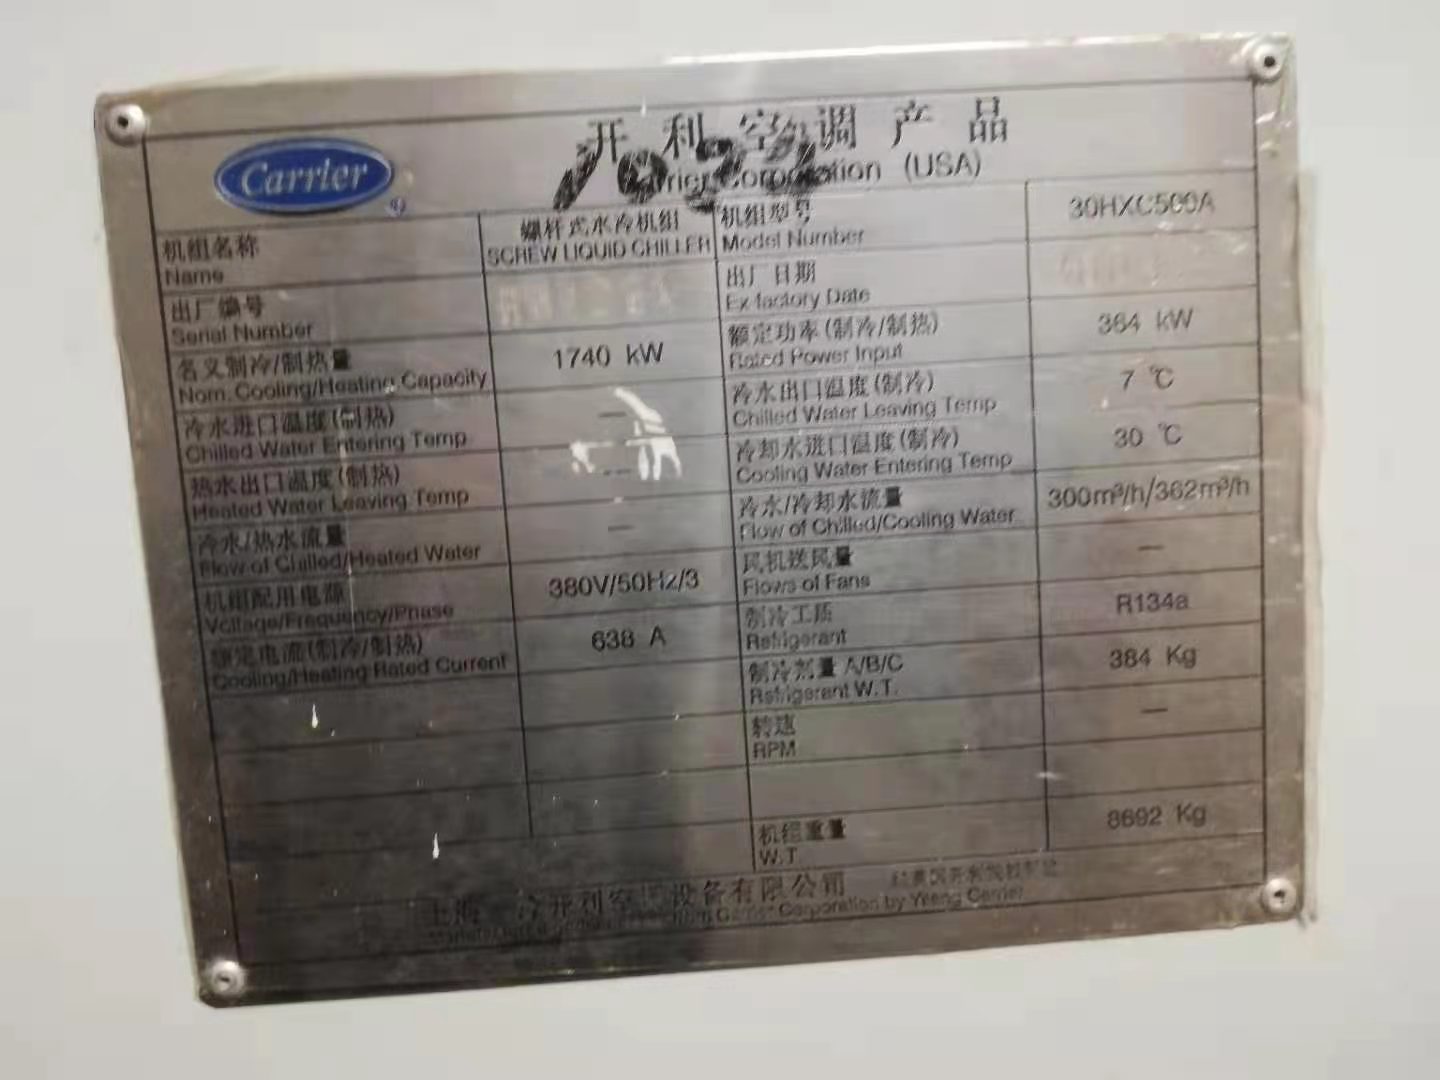 开利空调产品
Carrier
Carrier Corporation (USA)
机组名称
Name
螺杆式水冷机组
SCREW LIQUID CHILLER
机组型号
Model Number
30HXC500A
出厂编号
Serial Number
出厂日期
Ex-factory Date
名义制冷/制热量
Nom. Cooling/Heating Capacity
1740 kW
额定功率(制冷/制热)
Rated Power Input
364 kW
冷水进口温度(制热)
Chilled Water Entering Temp
—
冷水出口温度(制冷)
Chilled Water Leaving Temp
7 ℃
热水出口温度(制热)
Heated Water Leaving Temp
冷却水进口温度(制冷)
Cooling Water Entering Temp
30 ℃
冷水/热水流量
Flow of Chilled/Heated Water
—
冷水/冷却水流量
Flow of Chilled/Cooling Water
300m³/h/362m³/h
机组配用电源
Voltage/Frequency/Phase
380V/50Hz/3
风机送风量
Flows of Fans
—
额定电流(制冷/制热)
Cooling/Heating Rated Current
638 A
制冷工质
Refrigerant
R134a
制冷剂量 A/B/C
Refrigerant W.T.
384 Kg
转速
RPM
—
机组重量
W.T
8692 Kg
上海 开利空调设备有限公司
Carrier Corporation by Yileng Carrier